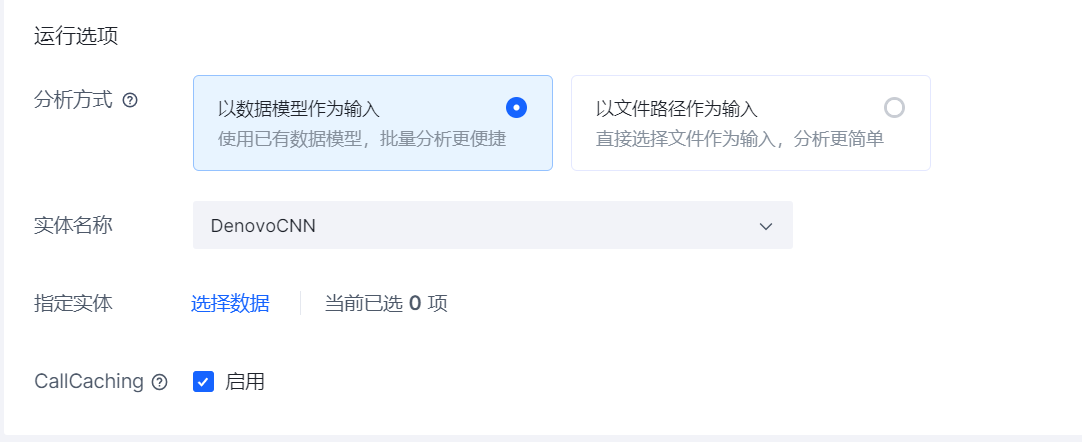 运行选项
分析方式
以数据模型作为输入
使用已有数据模型，批量分析更便捷
以文件路径作为输入
直接选择文件作为输入，分析更简单
实体名称 DenovoCNN
指定实体 选择数据 当前已选 0 项
CallCaching 启用